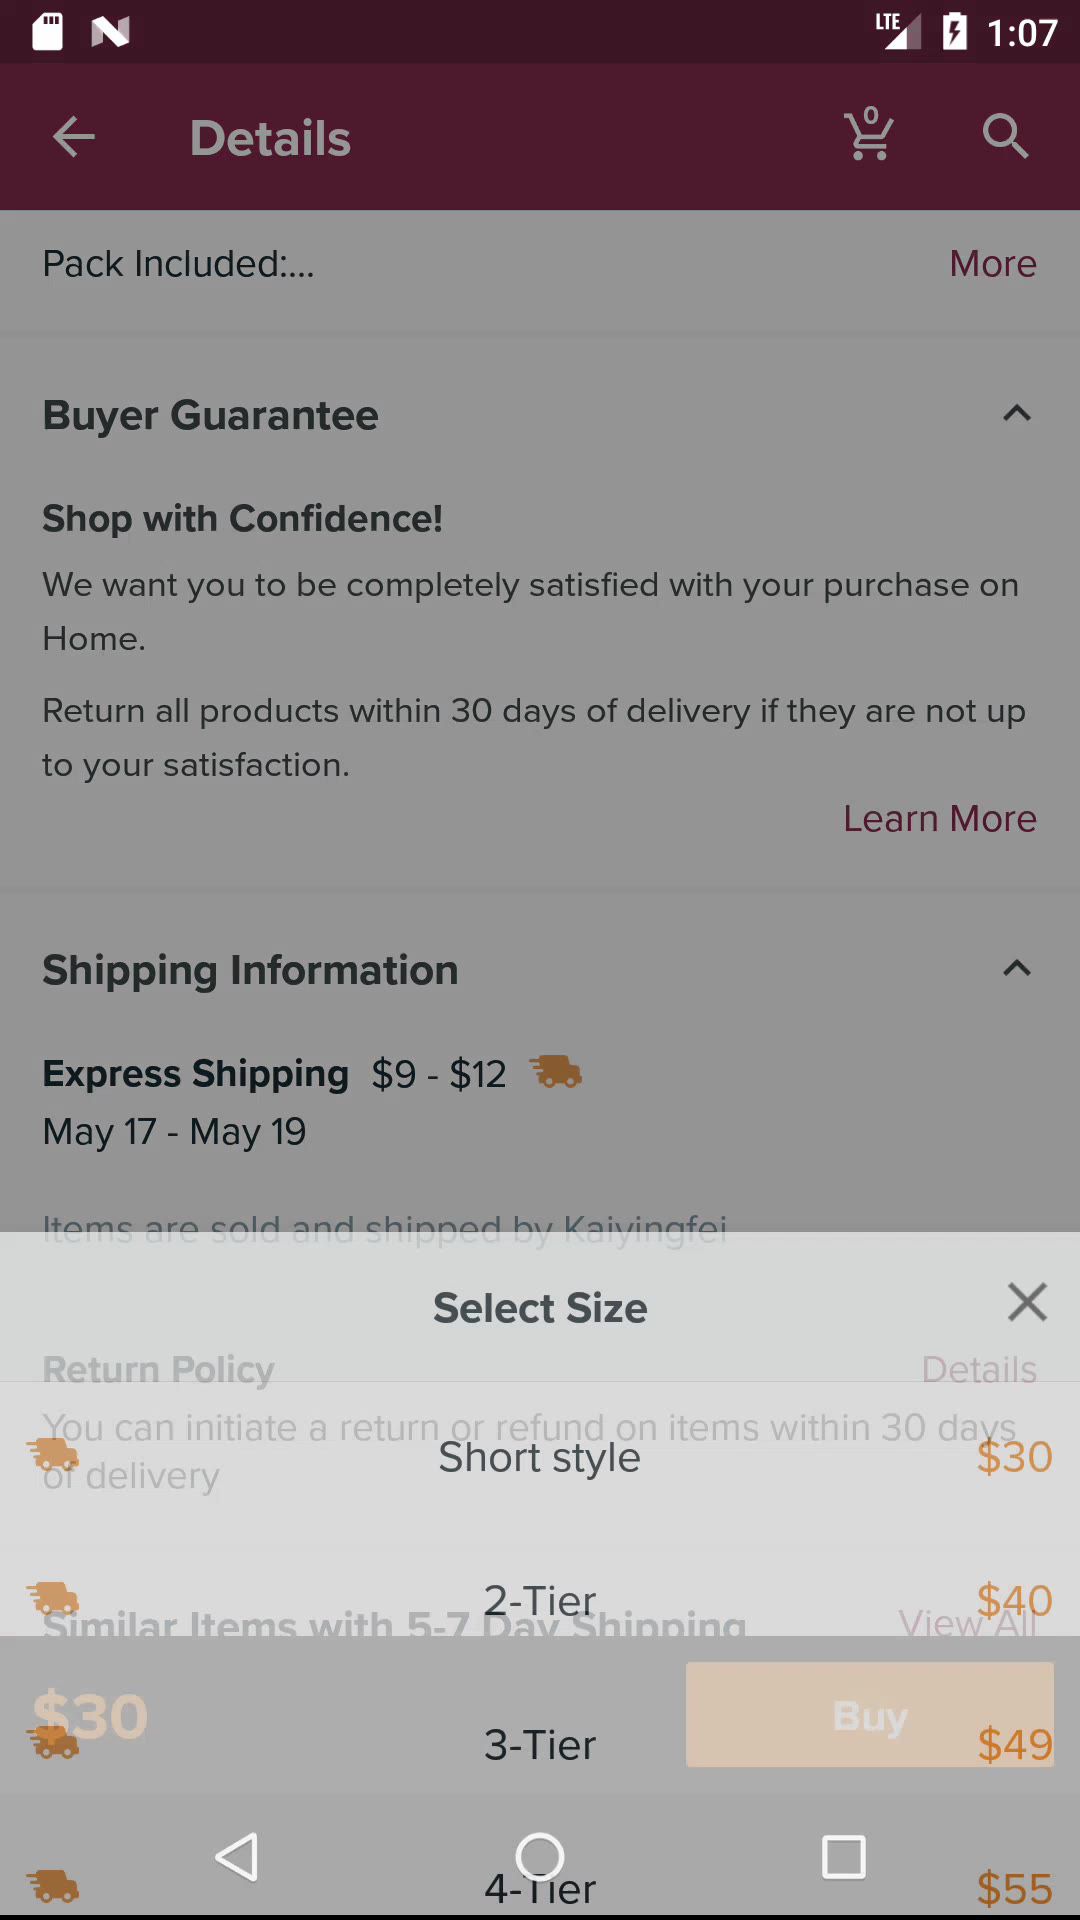 LTE 1:07
Details 0
Pack Included:... More
Buyer Guarantee
Shop with Confidence!
We want you to be completely satisfied with your purchase on
Home.
Return all products within 30 days of delivery if they are not up
to your satisfaction.
Learn More
Shipping Information
Express Shipping $9 - $12
May 17 - May 19
Items are sold and shipped by Kaiyingfei
Select Size
Return Policy Details
You can initiate a return or refund on items within 30 days
Short style $30
of delivery
2-Tier $40
Similar Items with 5-7 Day Shipping View All
$30 Buy
3-Tier $49
4-Tier $55